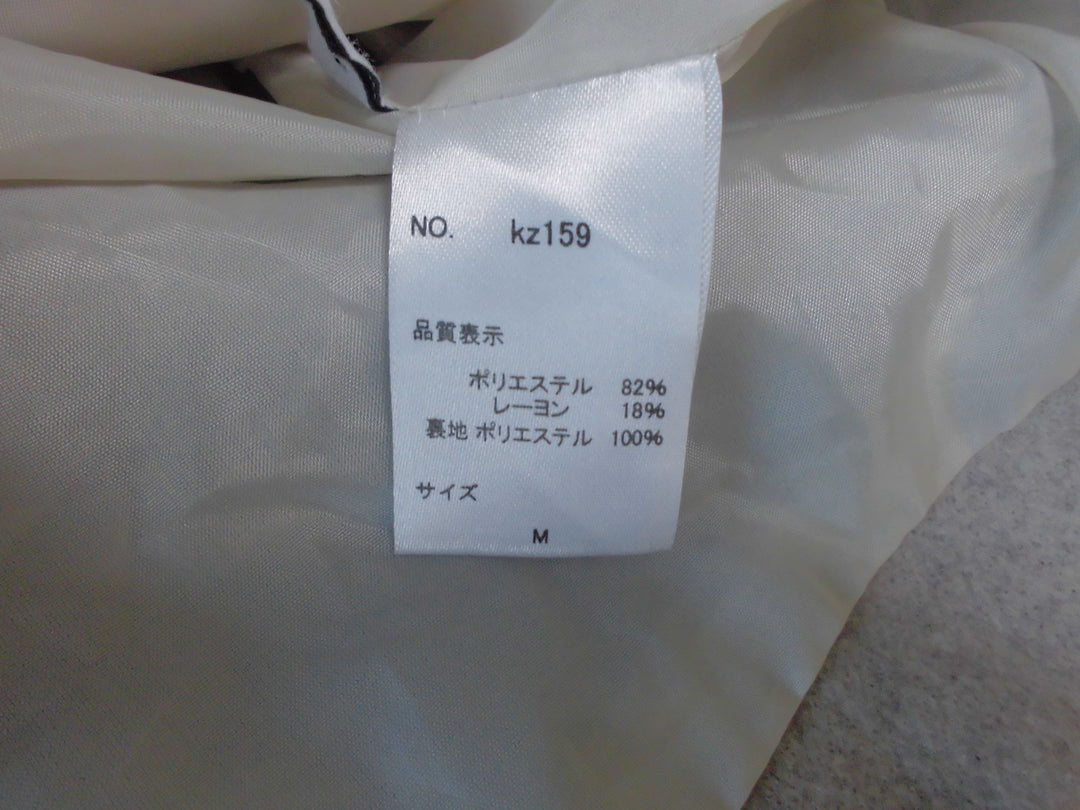 NO. kz159
品質表示
ポリエステル 82%
レーヨン 18%
裏地 ポリエステル 100%
サイズ
M